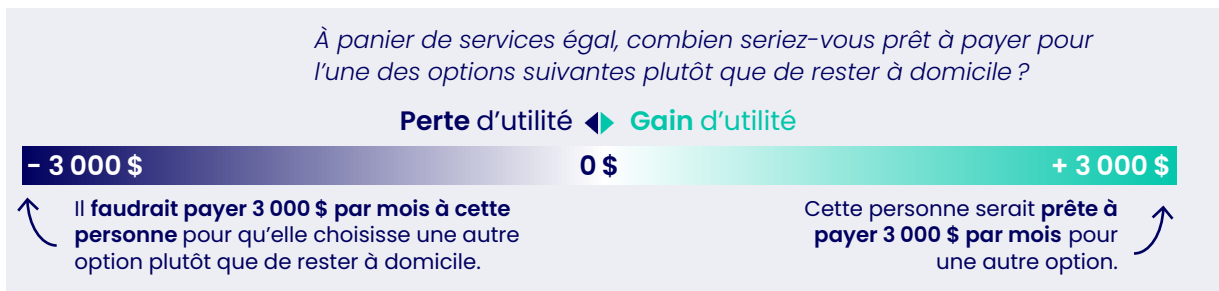 À panier de services égal, combien seriez-vous prêt à payer pour
l’une des options suivantes plutôt que de rester à domicile ?
Perte d’utilité Gain d’utilité
- 3 000 $ 0 $ + 3 000 $
Il faudrait payer 3 000 $ par mois à cette
personne pour qu’elle choisisse une autre
option plutôt que de rester à domicile.
Cette personne serait prête à
payer 3 000 $ par mois pour
une autre option.